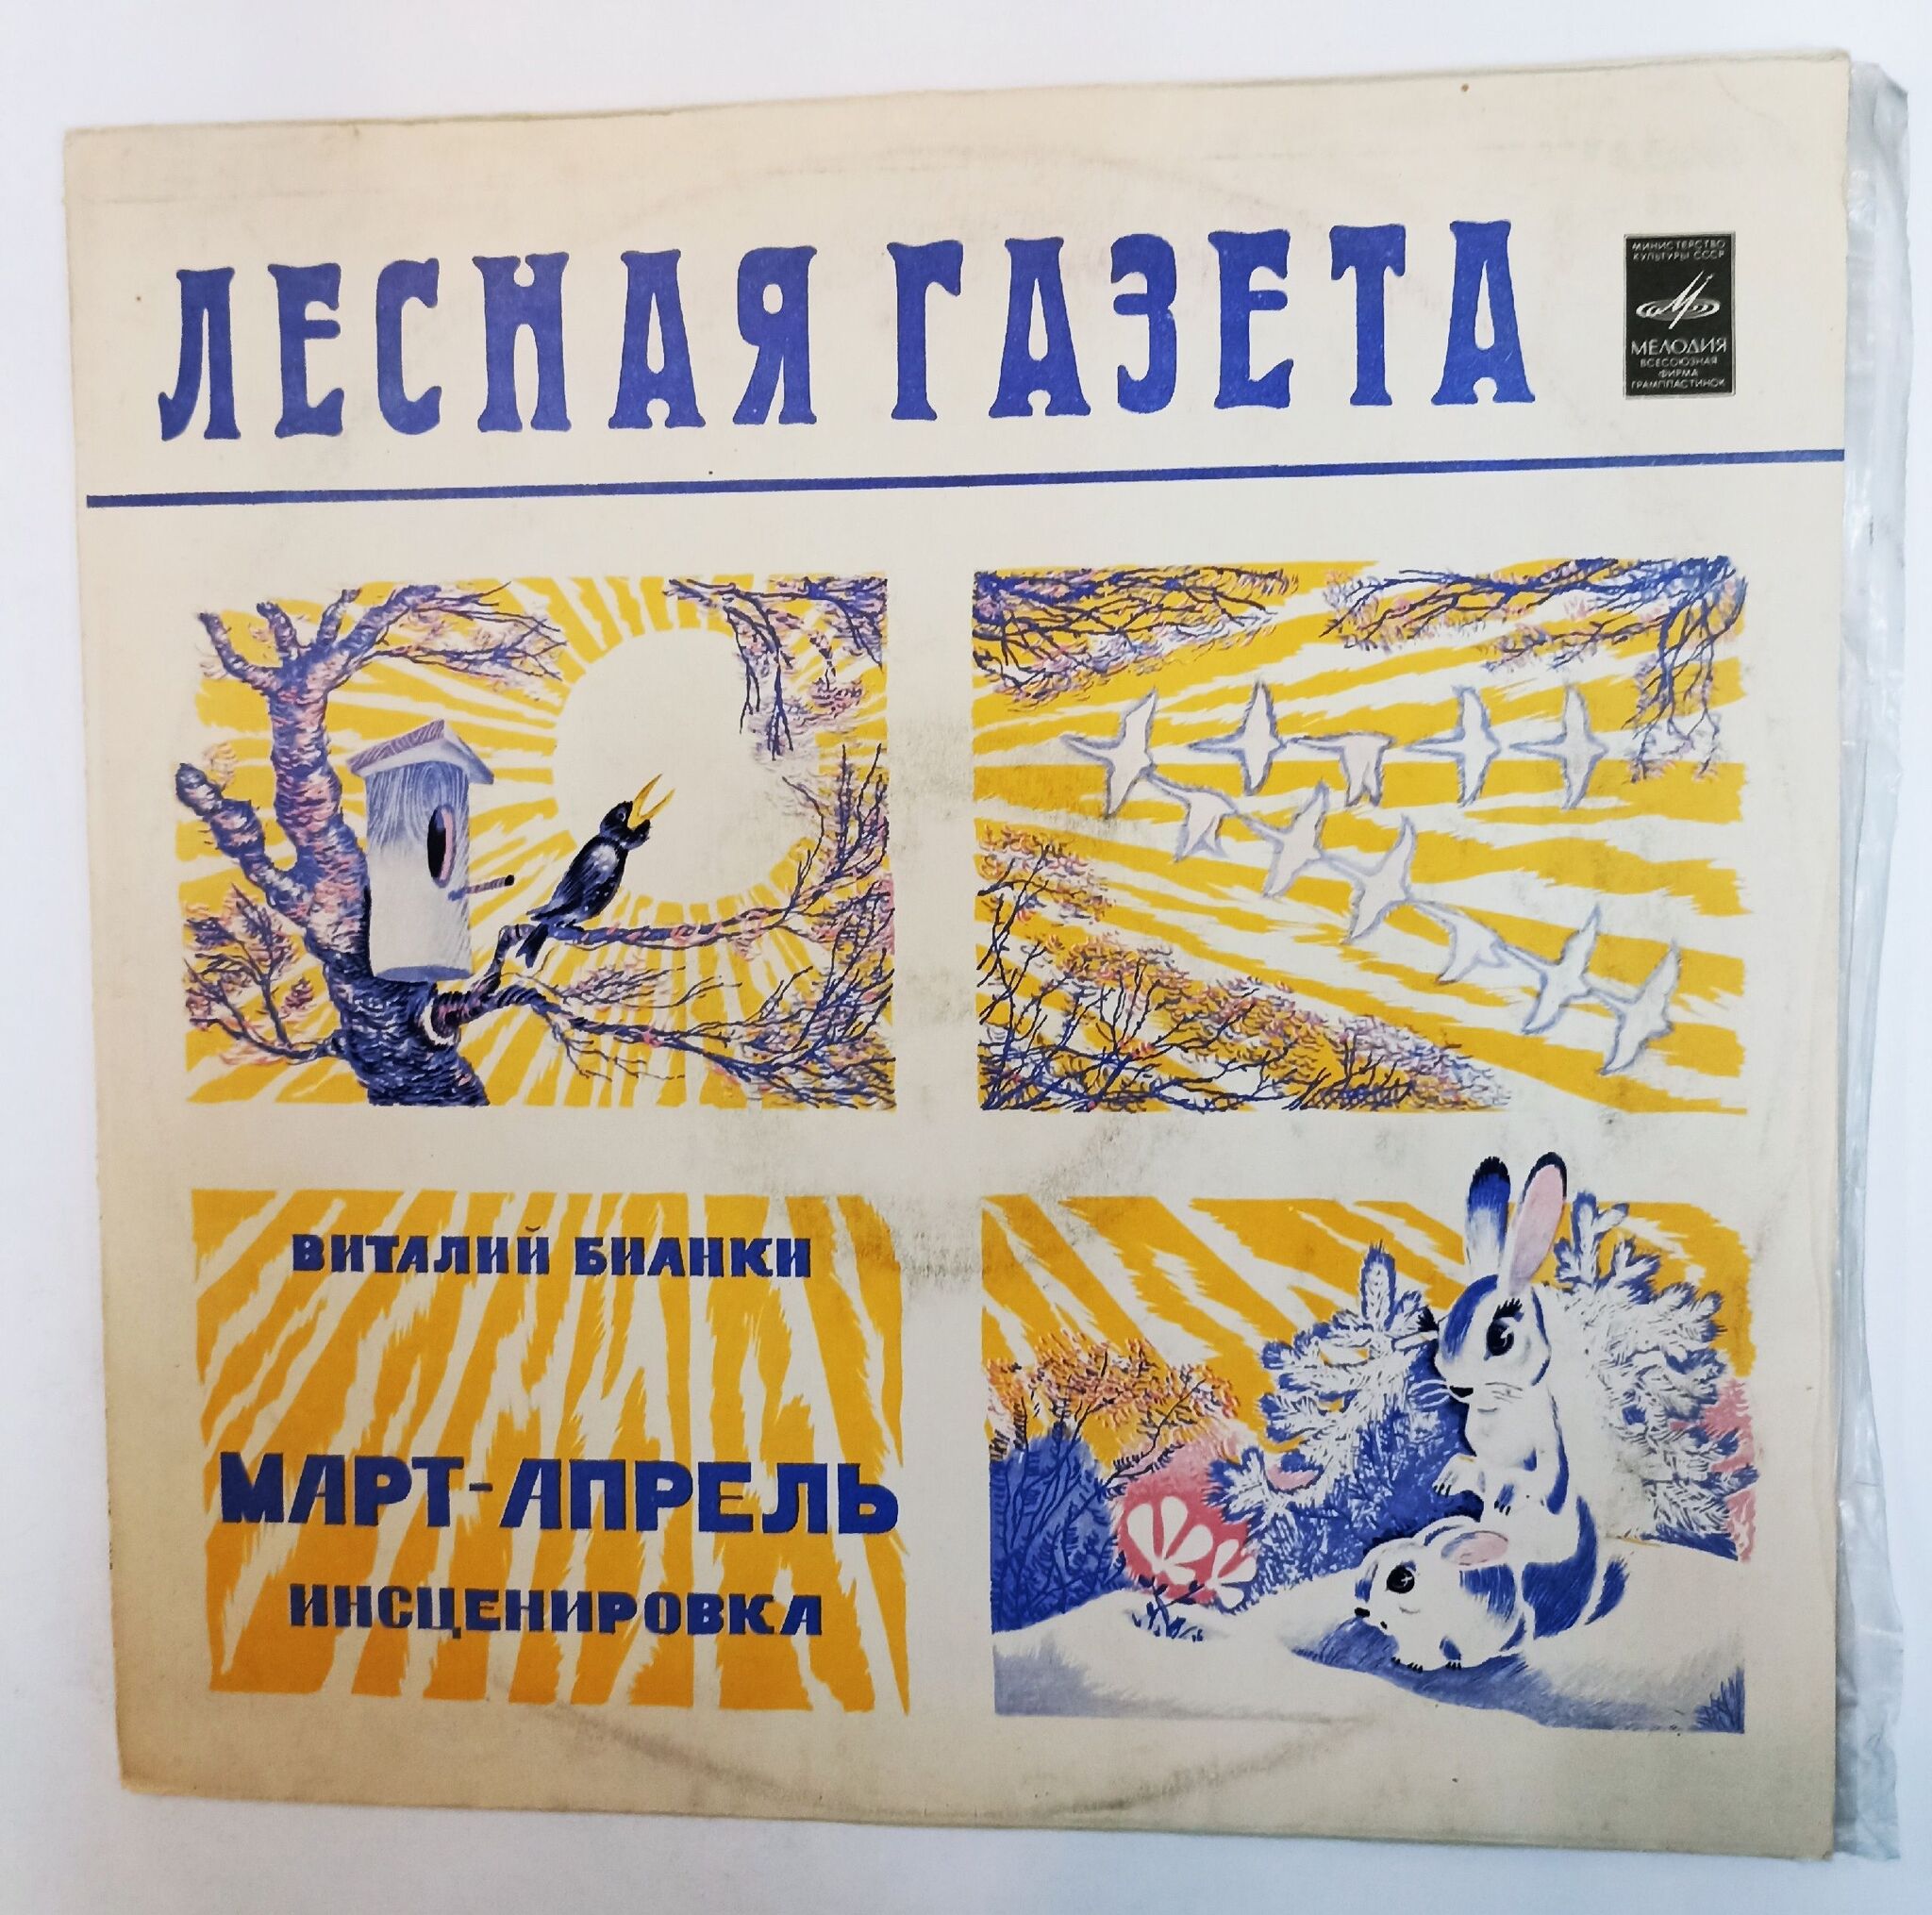 ЛЕСНАЯ ГАЗЕТА
МИНИСТЕРСТВО
КУЛЬТУРЫ СССР
МЕЛОДИЯ
ВСЕСОЮЗНАЯ
ФИРМА
ГРАМПЛАСТИНОК
ВИТАЛИЙ БИАНКИ
МАРТ-АПРЕЛЬ
ИНСЦЕНИРОВКА